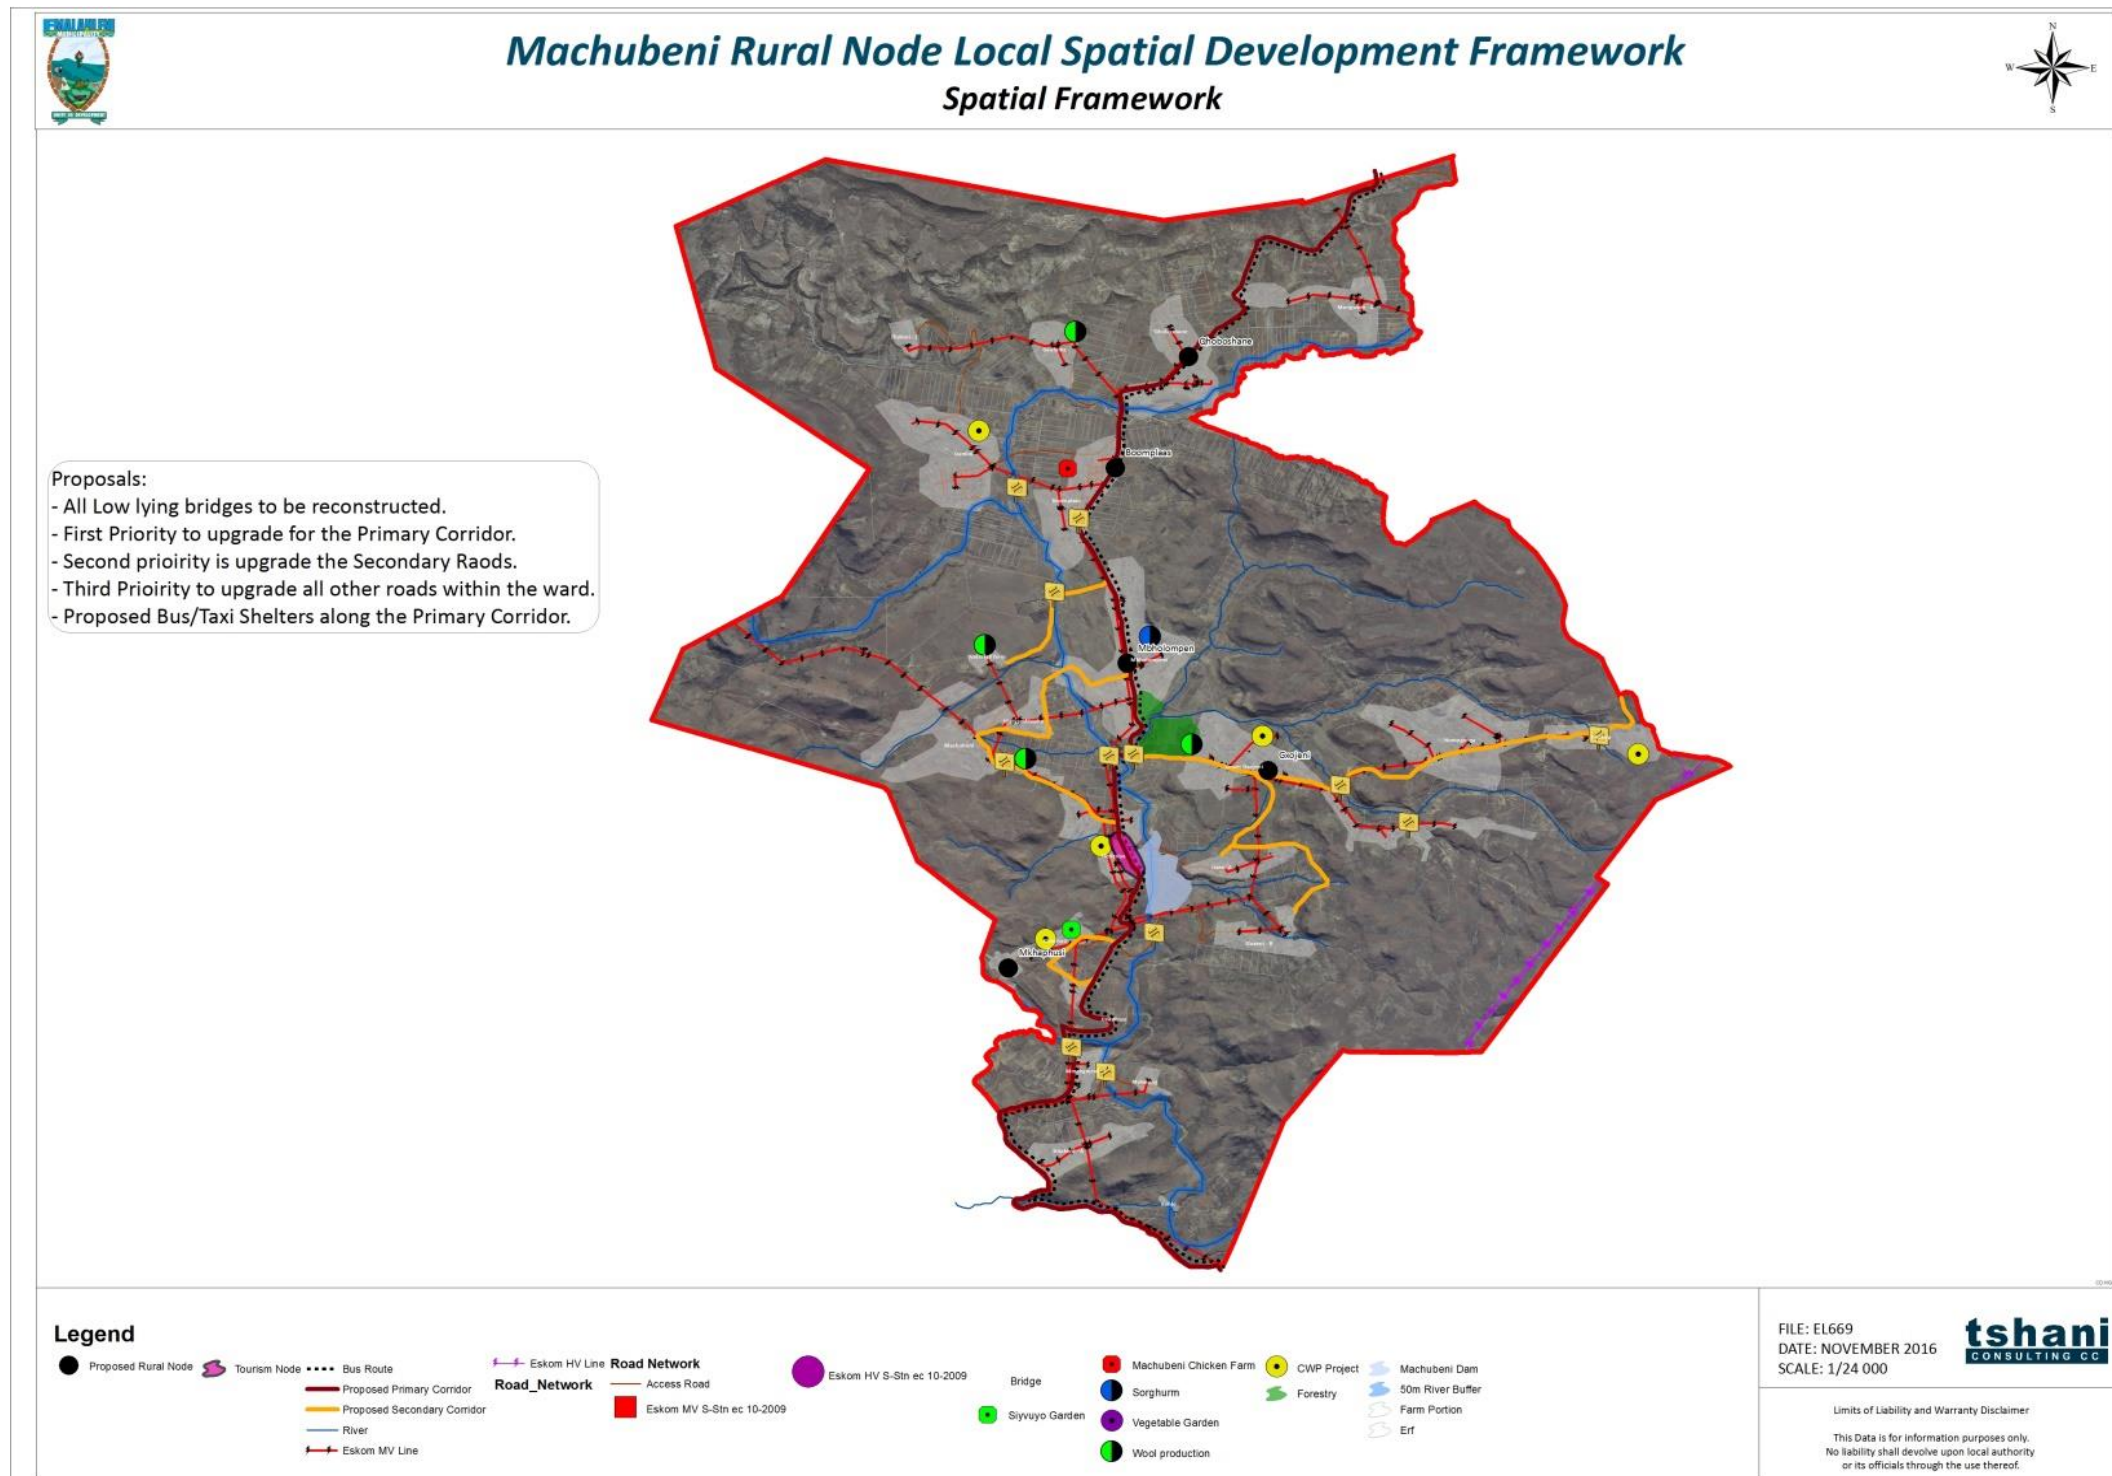 EMALAHLENI
MUNICIPALITY
Machubeni Rural Node Local Spatial Development Framework
Spatial Framework
N
W
E
S
Proposals:
- All Low lying bridges to be reconstructed.
- First Priority to upgrade for the Primary Corridor.
- Second prioirity is upgrade the Secondary Raods.
- Third Prioirity to upgrade all other roads within the ward.
- Proposed Bus/Taxi Shelters along the Primary Corridor.
Qhoboshane
Boomplaas
Mbholompan
Gxojeni
Mkhaphusi
Legend
Proposed Rural Node
Tourism Node
Bus Route
Proposed Primary Corridor
Proposed Secondary Corridor
River
Eskom MV Line
Eskom HV Line
Road_Network
Road Network
Access Road
Eskom MV S-Stn ec 10-2009
Eskom HV S-Stn ec 10-2009
Bridge
Siyvuyo Garden
Machubeni Chicken Farm
Sorghurm
Vegetable Garden
Wool production
CWP Project
Forestry
Machubeni Dam
50m River Buffer
Farm Portion
Erf
FILE: EL669
DATE: NOVEMBER 2016
SCALE: 1/24 000
tshani
CONSULTING CC
Limits of Liability and Warranty Disclaimer
This Data is for information purposes only.
No liability shall devolve upon local authority
or its officials through the use thereof.